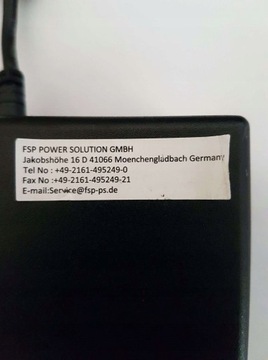 FSP POWER SOLUTION GMBH
Jakobshöhe 16 D 41066 Moenchengladbach Germany
Tel No : +49-2161-495249-0
Fax No :+49-2161-495249-21
E-mail:Service@fsp-ps.de